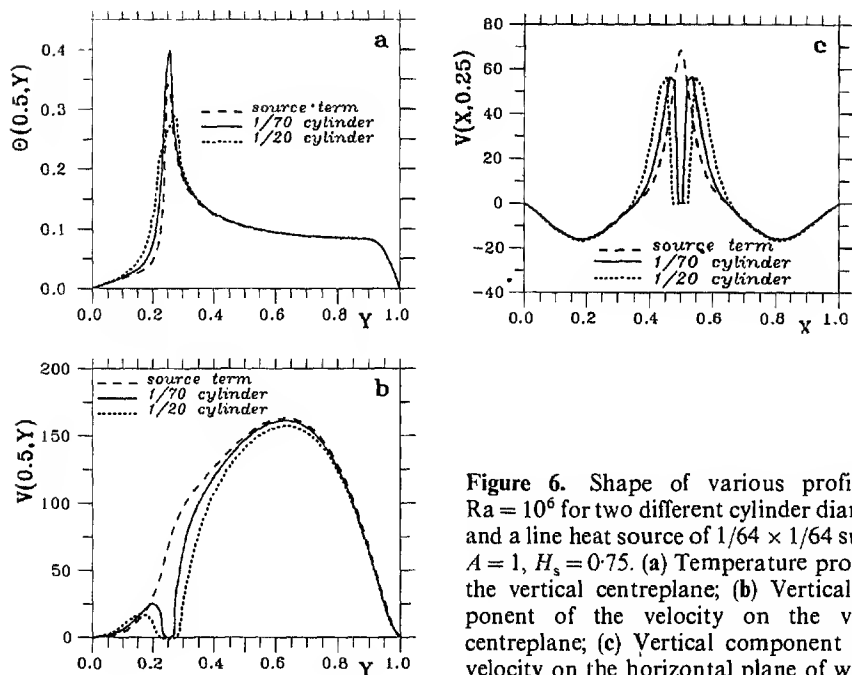 a
Θ(0.5,Y)
0.4
0.3
0.2
0.1
0.0
source term
1/70 cylinder
1/20 cylinder
0.0 0.2 0.4 0.6 0.8 1.0
Y
c
V(X,0.25)
80
60
40
20
0
-20
-40
source term
1/70 cylinder
1/20 cylinder
0.0 0.2 0.4 0.6 0.8 1.0
X
b
V(0.5,Y)
200
150
100
50
0
source term
1/70 cylinder
1/20 cylinder
0.0 0.2 0.4 0.6 0.8 1.0
Y
Figure 6. Shape of various profi
Ra = 10⁶ for two different cylinder dian
and a line heat source of 1/64 × 1/64 su
A = 1, Hₛ = 0·75. (a) Temperature pro
the vertical centreplane; (b) Vertical
ponent of the velocity on the v
centreplane; (c) Vertical component
velocity on the horizontal plane of w